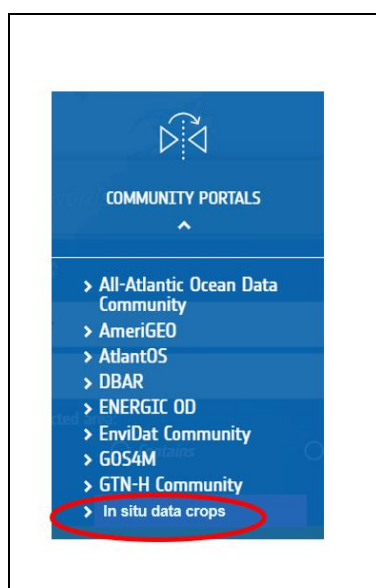 COMMUNITY PORTALS
All-Atlantic Ocean Data
Community
AmeriGEO
AtlantOS
DBAR
ENERGIC OD
EnviDat Community
GOS4M
GTN-H Community
In situ data crops